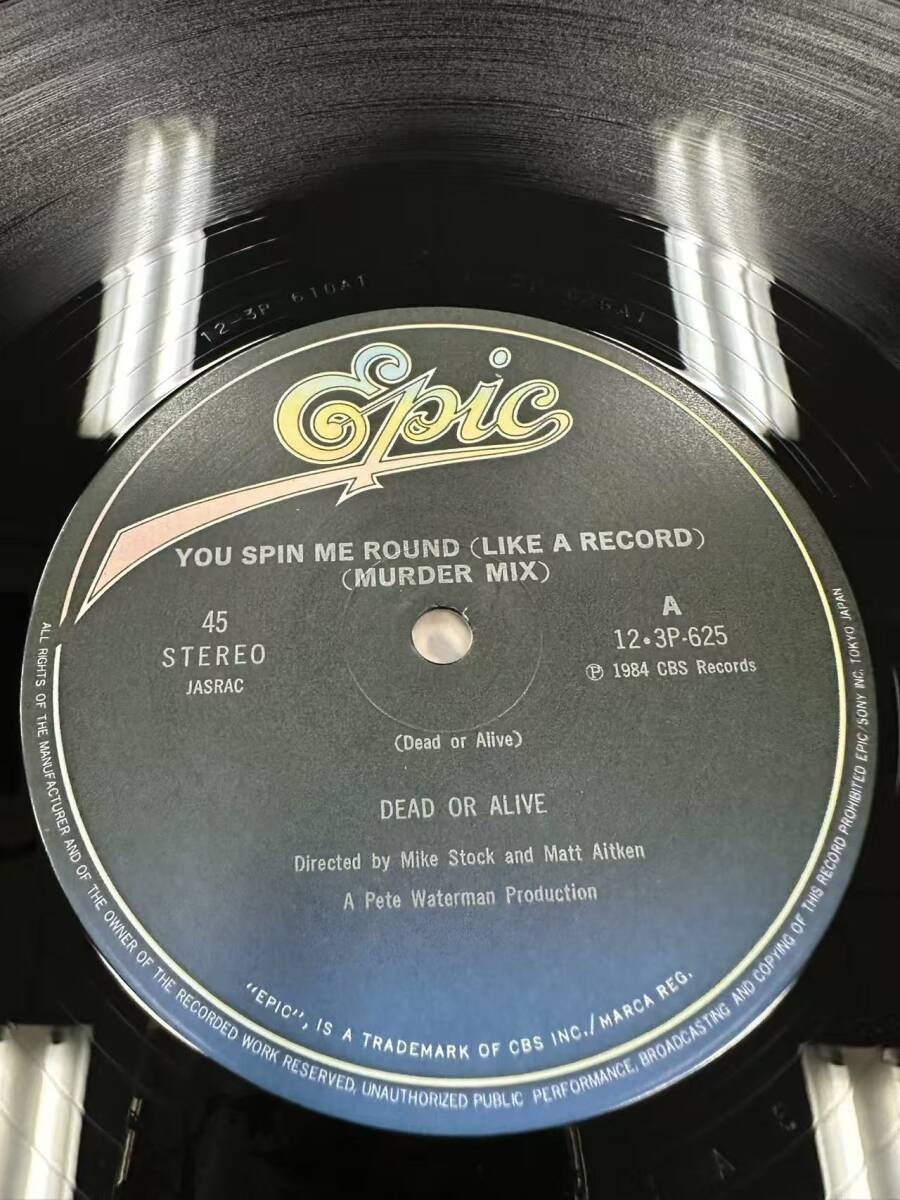 12-3P 610A1
Epic
YOU SPIN ME ROUND (LIKE A RECORD)
(MURDER MIX)
45
STEREO
JASRAC
A
12•3P-625
Ⓟ 1984 CBS Records
(Dead or Alive)
DEAD OR ALIVE
Directed by Mike Stock and Matt Aitken
A Pete Waterman Production
"EPIC", IS A TRADEMARK OF CBS INC./MARCA REG.
ALL RIGHTS OF THE MANUFACTURER AND OF THE OWNER OF THE RECORDED WORK RESERVED, UNAUTHORIZED PUBLIC PERFORMANCE, BROADCASTING AND COPYING OF THIS RECORD PROHIBITED EPIC/SONY INC. TOKYO JAPAN